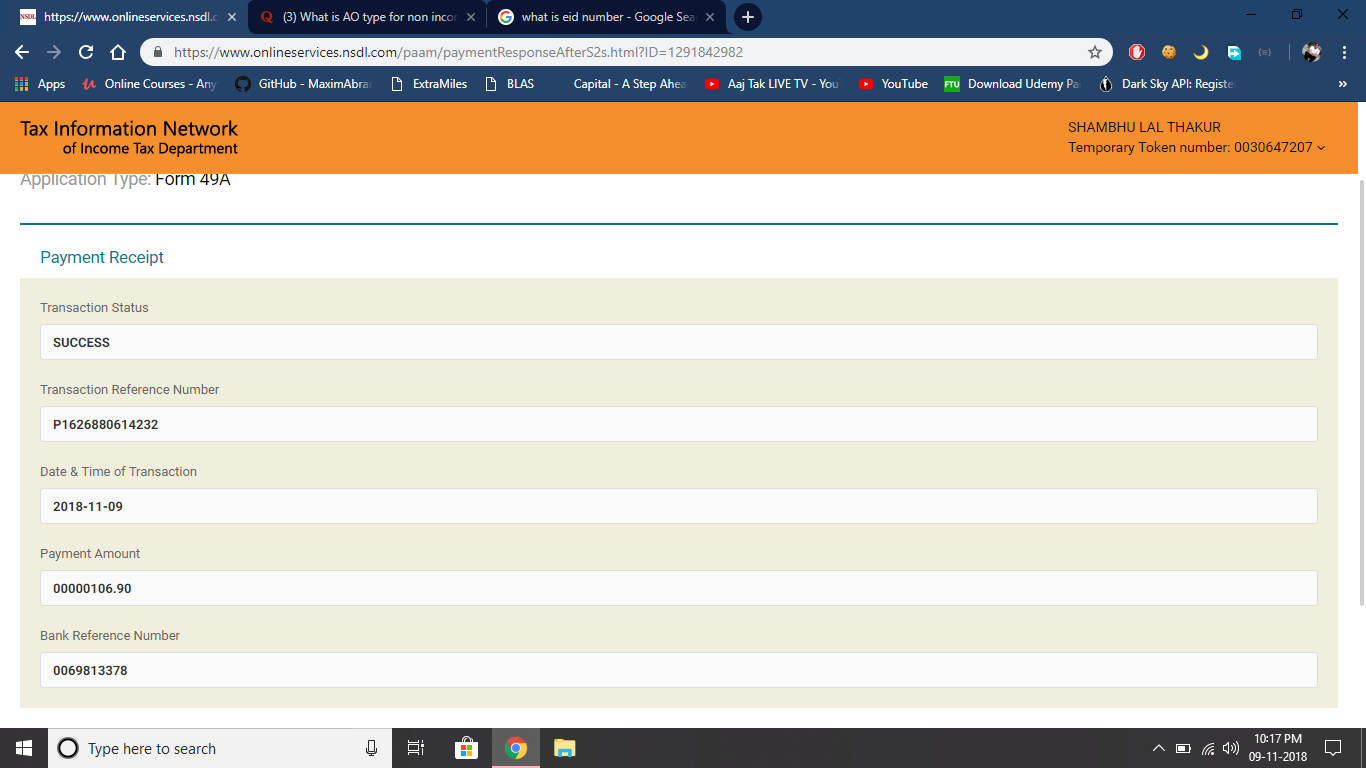 NSDL
https://www.onlineservices.nsdl.c
(3) What is AO type for non incor
what is eid number - Google Sea
https://www.onlineservices.nsdl.com/paam/paymentResponseAfterS2s.html?ID=1291842982
Apps
Online Courses - Any
GitHub - MaximAbra
ExtraMiles
BLAS
Capital - A Step Ahea
Aaj Tak LIVE TV - You
YouTube
FTU
Download Udemy Pa
Dark Sky API: Registe
Tax Information Network
of Income Tax Department
SHAMBHU LAL THAKUR
Temporary Token number: 0030647207
Application Type: Form 49A
Payment Receipt
Transaction Status
SUCCESS
Transaction Reference Number
P1626880614232
Date & Time of Transaction
2018-11-09
Payment Amount
00000106.90
Bank Reference Number
0069813378
Type here to search
10:17 PM
09-11-2018